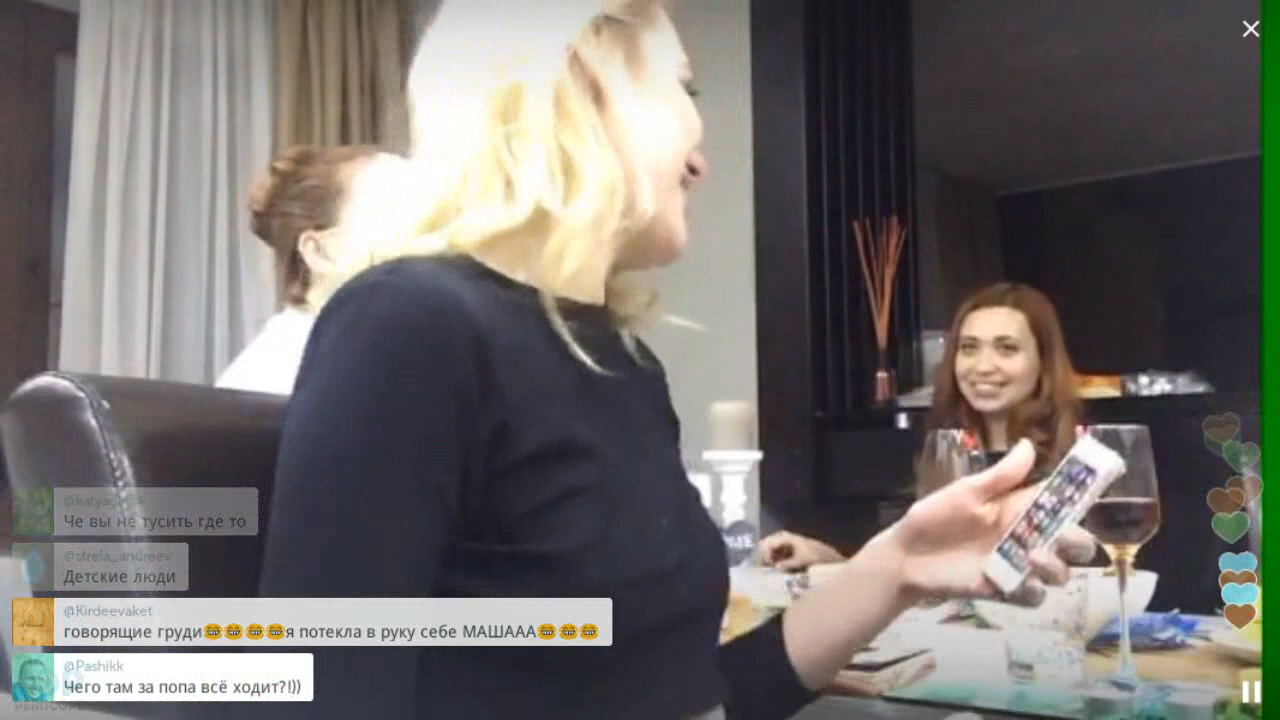 @katya
Че вы не тусить где то
@strela_andreev
Детские люди
@Kirdeevaket
говорящие груди😂😂😂😂я потекла в руку себе МАШААА😂😂😂
@Pashikk
Чего там за попа всё ходит?!))